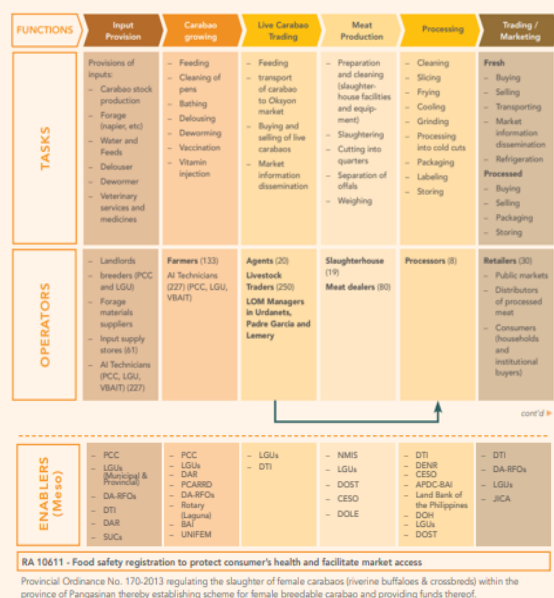 FUNCTIONS
Input
Provision
Carabao
growing
Live Carabao
Trading
Meat
Production
Processing
Trading /
Marketing
TASKS
Provisions of
inputs:
– Carabao stock
production
– Forage
(napier, etc)
– Water and
Feeds
– Delouser
– Dewormer
– Veterinary
services and
medicines
– Feeding
– Cleaning of
pens
– Bathing
– Delousing
– Deworming
– Vaccination
– Vitamin
injection
– Feeding
– transport
of carabao
to Oksyon
market
– Buying and
selling of live
carabaos
– Market
information
dissemination
– Preparation
and cleaning
(slaughter-
house facilities
and equip-
ment)
– Slaughtering
– Cutting into
quarters
– Separation of
offals
– Weighing
– Cleaning
– Slicing
– Frying
– Cooling
– Grinding
– Processing
into cold cuts
– Packaging
– Labeling
– Storing
Fresh
– Buying
– Selling
– Transporting
– Market
information
dissemination
– Refrigeration
Processed
– Buying
– Selling
– Packaging
– Storing
OPERATORS
– Landlords
– breeders (PCC
and LGU)
– Forage
materials
suppliers
– Input supply
stores (61)
– AI Technicians
(PCC, LGU,
VBAIT) (227)
Farmers (133)
AI Technicians
(227) (PCC, LGU,
VBAIT)
Agents (20)
Livestock
Traders (250)
LOM Managers
in Urdanets,
Padre Garcia and
Lemery
Slaughterhouse
(19)
Meat dealers (80)
Processors (8)
Retailers (30)
– Public markets
– Distributors
of processed
meat
– Consumers
(households
and
institutional
buyers)
cont'd
ENABLERS
(Meso)
– PCC
– LGUs
(Municipal &
Provincial)
– DA-RFOs
– DTI
– DAR
– SUCs
– PCC
– LGUs
– DAR
– PCARRD
– DA-RFOs
– Rotary
(Laguna)
– BAI
– UNIFEM
– LGUs
– DTI
– NMIS
– LGUs
– DOST
– CESO
– DOLE
– DTI
– DENR
– CESO
– APDC-BAI
– Land Bank of
the Philippines
– DOH
– LGUs
– DOST
– DTI
– DA-RFOs
– LGUs
– JICA
RA 10611 - Food safety registration to protect consumer's health and facilitate market access
Provincial Ordinance No. 170-2013 regulating the slaughter of female carabaos (riverine buffaloes & crossbreds) within the
province of Pangasinan thereby establishing scheme for female breedable carabao and providing funds thereof.